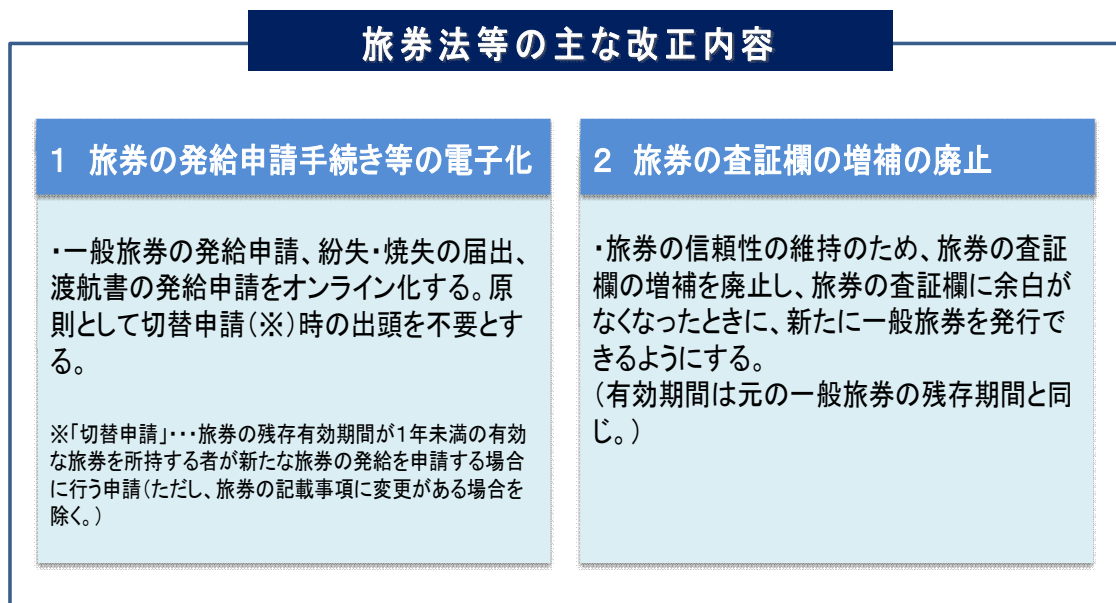 旅券法等の主な改正内容
1 旅券の発給申請手続き等の電子化
・一般旅券の発給申請、紛失・焼失の届出、
渡航書の発給申請をオンライン化する。原
則として切替申請(※)時の出頭を不要とす
る。
※「切替申請」・・・旅券の残存有効期間が1年未満の有効
な旅券を所持する者が新たな旅券の発給を申請する場合
に行う申請(ただし、旅券の記載事項に変更がある場合を
除く。)
2 旅券の査証欄の増補の廃止
・旅券の信頼性の維持のため、旅券の査証
欄の増補を廃止し、旅券の査証欄に余白が
なくなったときに、新たに一般旅券を発行で
きるようにする。
(有効期間は元の一般旅券の残存期間と同
じ。)